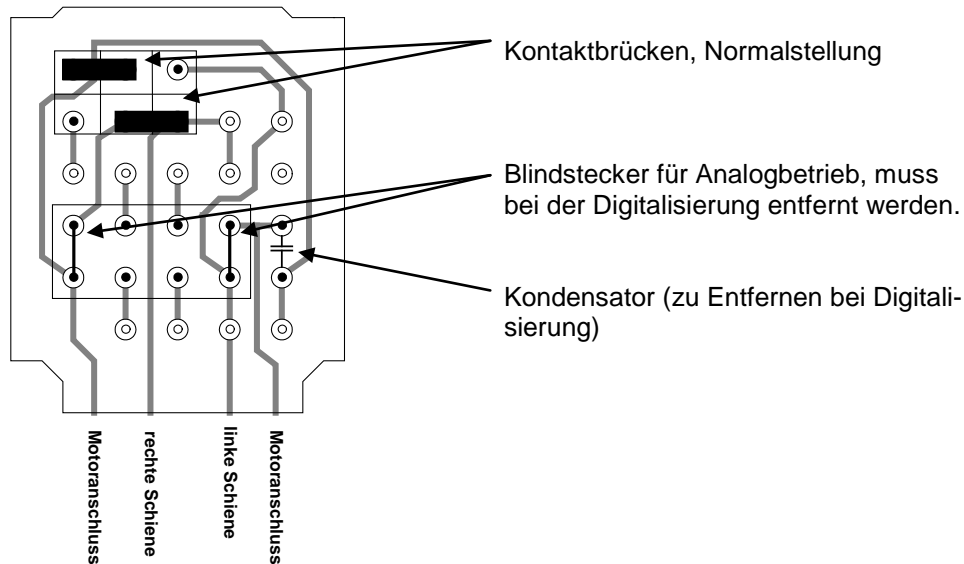 Kontaktbrücken, Normalstellung
Blindstecker für Analogbetrieb, muss
bei der Digitalisierung entfernt werden.
Kondensator (zu Entfernen bei Digitali-
sierung)
Motoranschluss
rechte Schiene
linke Schiene
Motoranschluss